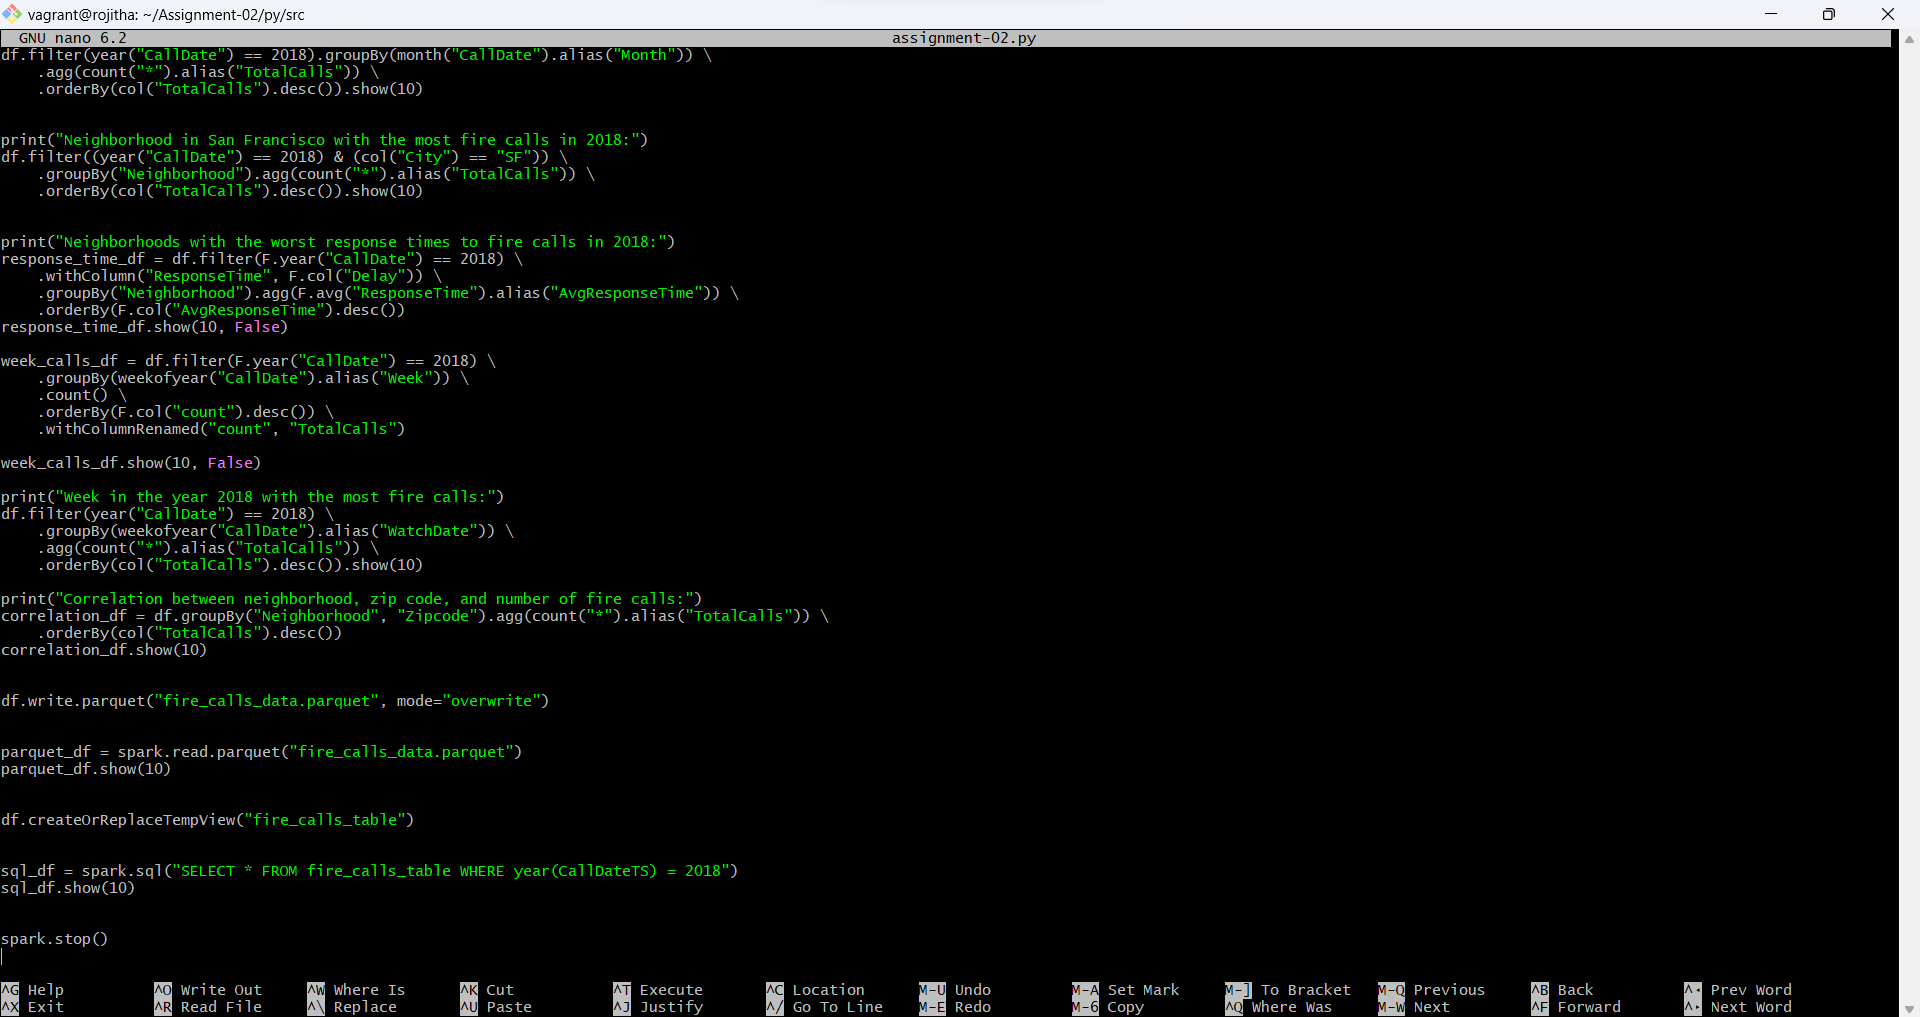 vagrant@rojitha: ~/Assignment-02/py/src
GNU nano 6.2 assignment-02.py
df.filter(year("CallDate") == 2018).groupBy(month("CallDate").alias("Month")) \
    .agg(count("*").alias("TotalCalls")) \
    .orderBy(col("TotalCalls").desc()).show(10)
print("Neighborhood in San Francisco with the most fire calls in 2018:")
df.filter((year("CallDate") == 2018) & (col("City") == "SF")) \
    .groupBy("Neighborhood").agg(count("*").alias("TotalCalls")) \
    .orderBy(col("TotalCalls").desc()).show(10)
print("Neighborhoods with the worst response times to fire calls in 2018:")
response_time_df = df.filter(F.year("CallDate") == 2018) \
    .withColumn("ResponseTime", F.col("Delay")) \
    .groupBy("Neighborhood").agg(F.avg("ResponseTime").alias("AvgResponseTime")) \
    .orderBy(F.col("AvgResponseTime").desc())
response_time_df.show(10, False)
week_calls_df = df.filter(F.year("CallDate") == 2018) \
    .groupBy(weekofyear("CallDate").alias("Week")) \
    .count() \
    .orderBy(F.col("count").desc()) \
    .withColumnRenamed("count", "TotalCalls")
week_calls_df.show(10, False)
print("Week in the year 2018 with the most fire calls:")
df.filter(year("CallDate") == 2018) \
    .groupBy(weekofyear("CallDate").alias("WatchDate")) \
    .agg(count("*").alias("TotalCalls")) \
    .orderBy(col("TotalCalls").desc()).show(10)
print("Correlation between neighborhood, zip code, and number of fire calls:")
correlation_df = df.groupBy("Neighborhood", "Zipcode").agg(count("*").alias("TotalCalls")) \
    .orderBy(col("TotalCalls").desc())
correlation_df.show(10)
df.write.parquet("fire_calls_data.parquet", mode="overwrite")
parquet_df = spark.read.parquet("fire_calls_data.parquet")
parquet_df.show(10)
df.createOrReplaceTempView("fire_calls_table")
sql_df = spark.sql("SELECT * FROM fire_calls_table WHERE year(CallDateTS) = 2018")
sql_df.show(10)
spark.stop()
^G Help ^O Write Out ^W Where Is ^K Cut ^T Execute ^C Location M-U Undo M-A Set Mark M-] To Bracket M-Q Previous ^B Back ^◂ Prev Word
^X Exit ^R Read File ^\ Replace ^U Paste ^J Justify ^/ Go To Line M-E Redo M-6 Copy ^Q Where Was M-W Next ^F Forward ^▸ Next Word